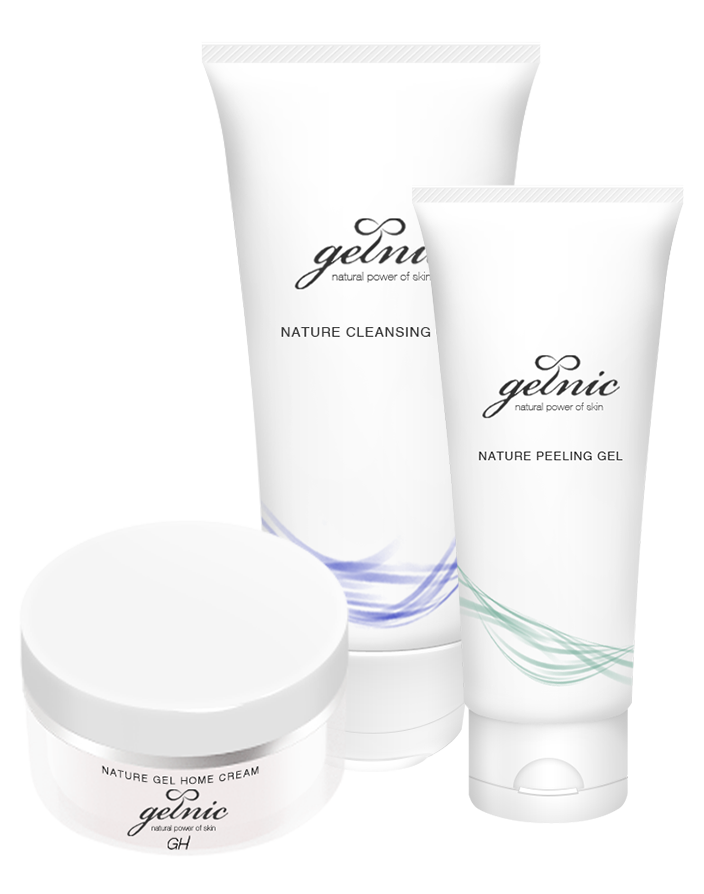 gelnic
natural power of skin
NATURE CLEANSING
gelnic
natural power of skin
NATURE PEELING GEL
NATURE GEL HOME CREAM
gelnic
natural power of skin
GH